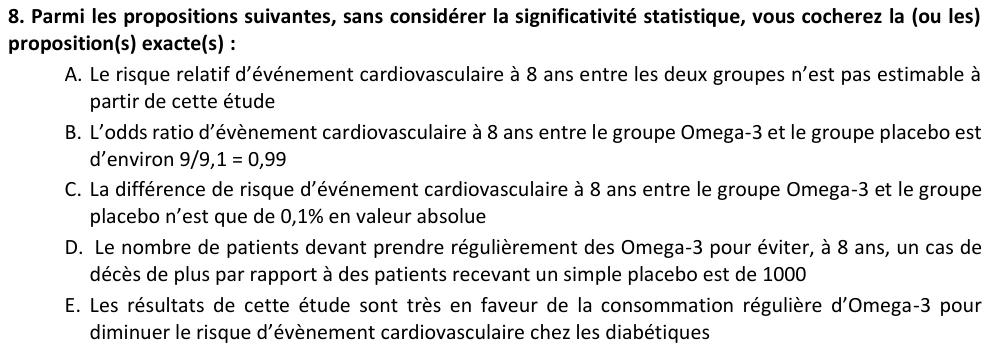 8. Parmi les propositions suivantes, sans considérer la significativité statistique, vous cocherez la (ou les)
proposition(s) exacte(s) :
A. Le risque relatif d’événement cardiovasculaire à 8 ans entre les deux groupes n’est pas estimable à
partir de cette étude
B. L’odds ratio d’évènement cardiovasculaire à 8 ans entre le groupe Omega-3 et le groupe placebo est
d’environ 9/9,1 = 0,99
C. La différence de risque d’événement cardiovasculaire à 8 ans entre le groupe Omega-3 et le groupe
placebo n’est que de 0,1% en valeur absolue
D. Le nombre de patients devant prendre régulièrement des Omega-3 pour éviter, à 8 ans, un cas de
décès de plus par rapport à des patients recevant un simple placebo est de 1000
E. Les résultats de cette étude sont très en faveur de la consommation régulière d’Omega-3 pour
diminuer le risque d’évènement cardiovasculaire chez les diabétiques